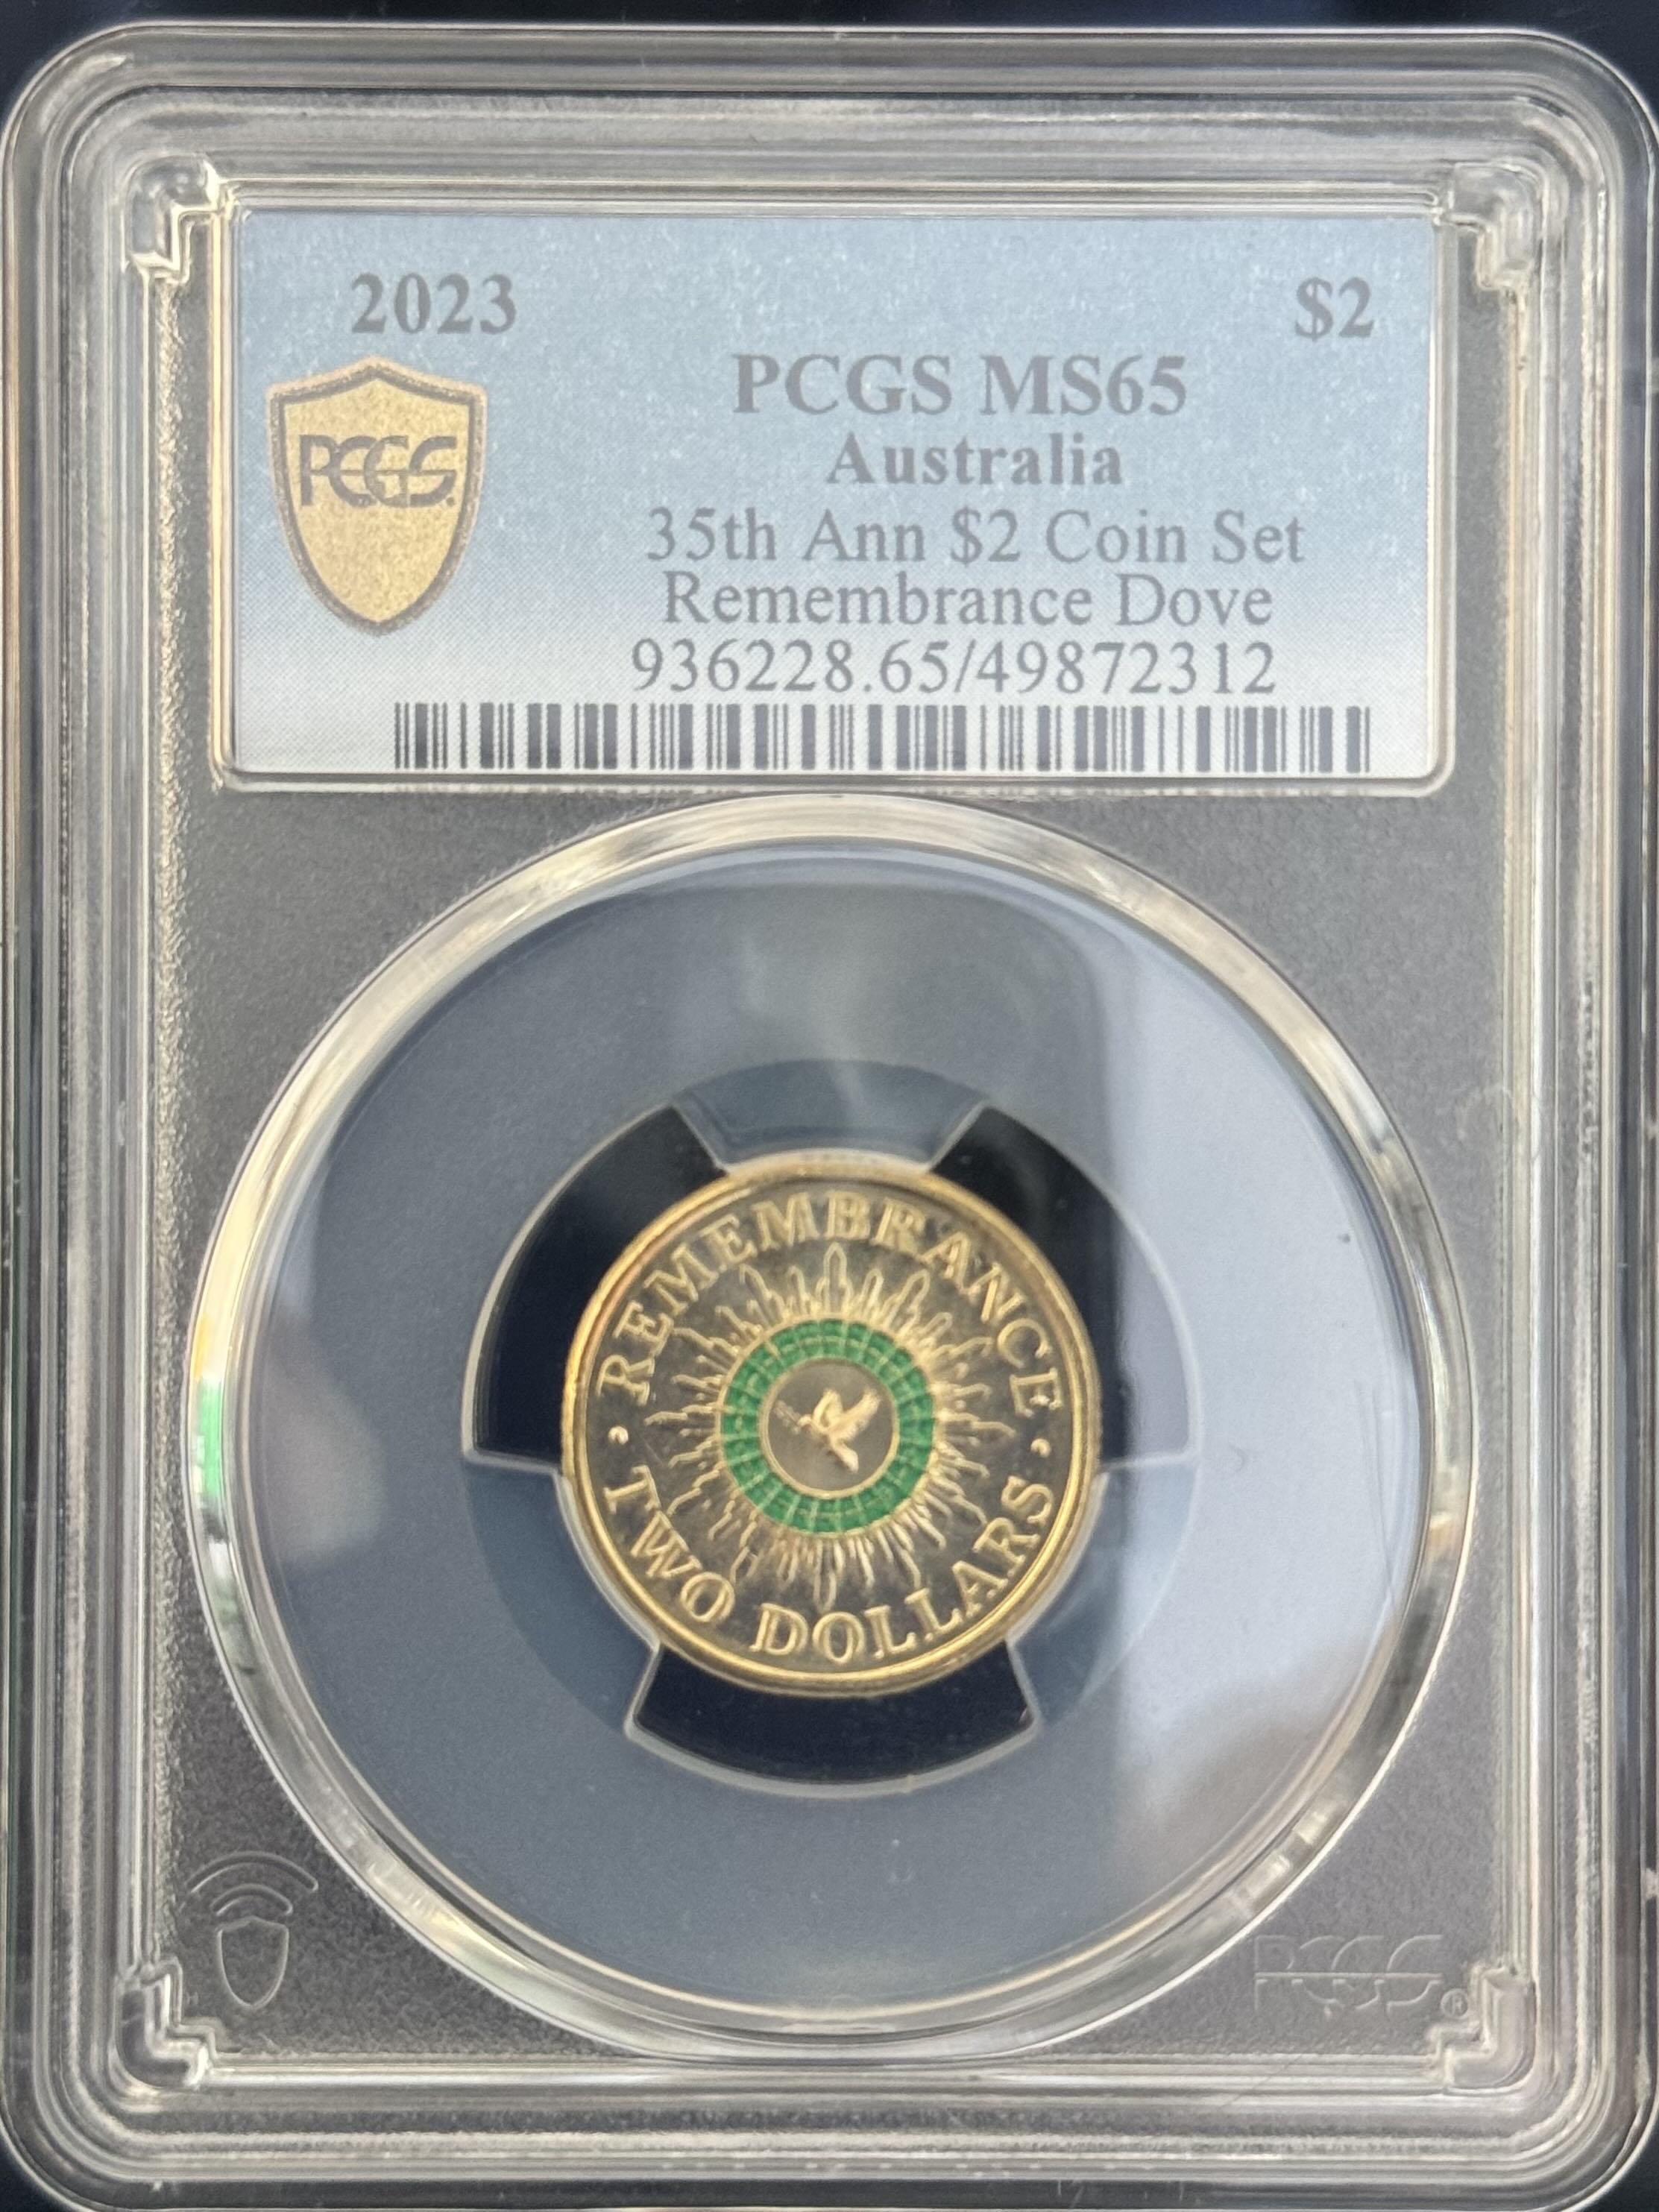 2023 $2
PCGS MS65
PCGS
Australia
35th Ann $2 Coin Set
Remembrance Dove
936228.65/49872312
REMEMBRANCE
TWO DOLLARS
PCGS®